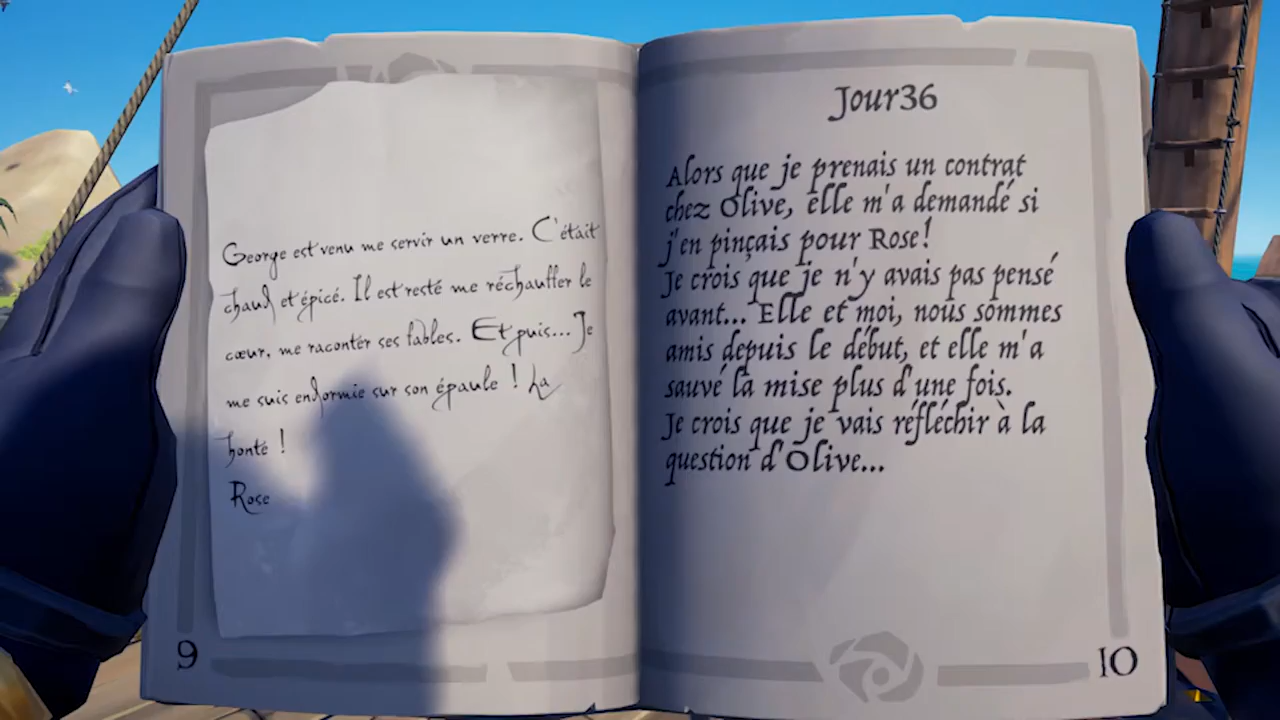 George est venu me servir un verre. C'était
chaud et épicé. Il est resté me réchauffer le
cœur, me raconter ses fables. Et puis... Je
me suis endormie sur son épaule ! La
honte !
Rose
9
Jour36
Alors que je prenais un contrat
chez Olive, elle m'a demandé si
j'en pinçais pour Rose!
Je crois que je n'y avais pas pensé
avant... Elle et moi, nous sommes
amis depuis le début, et elle m'a
sauvé la mise plus d'une fois.
Je crois que je vais réfléchir à la
question d'Olive...
10